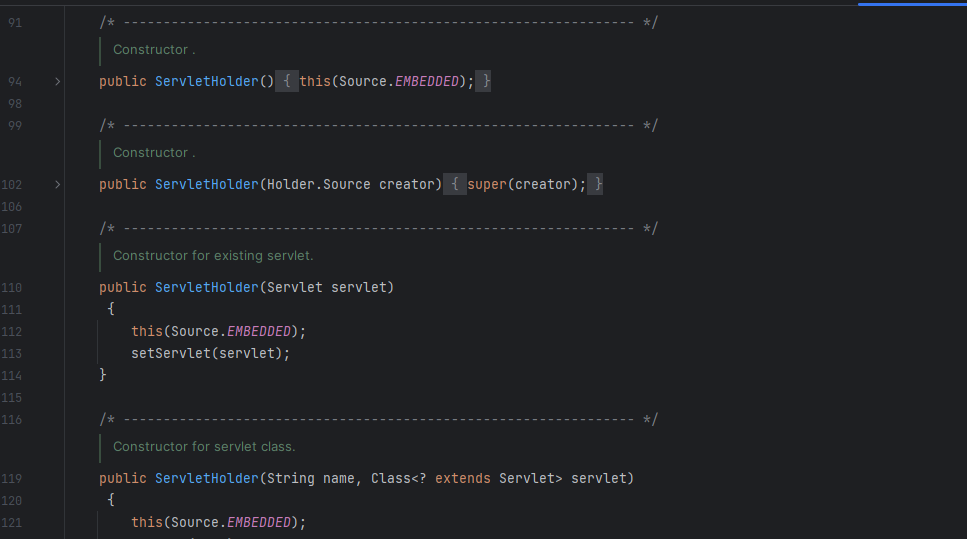 91 /* ---------------------------------------------------------------- */
Constructor .
94 public ServletHolder() { this(Source.EMBEDDED); }
98
99 /* ---------------------------------------------------------------- */
Constructor .
102 public ServletHolder(Holder.Source creator) { super(creator); }
106
107 /* ---------------------------------------------------------------- */
Constructor for existing servlet.
110 public ServletHolder(Servlet servlet)
111 {
112 this(Source.EMBEDDED);
113 setServlet(servlet);
114 }
115
116 /* ---------------------------------------------------------------- */
Constructor for servlet class.
119 public ServletHolder(String name, Class<? extends Servlet> servlet)
120 {
121 this(Source.EMBEDDED);